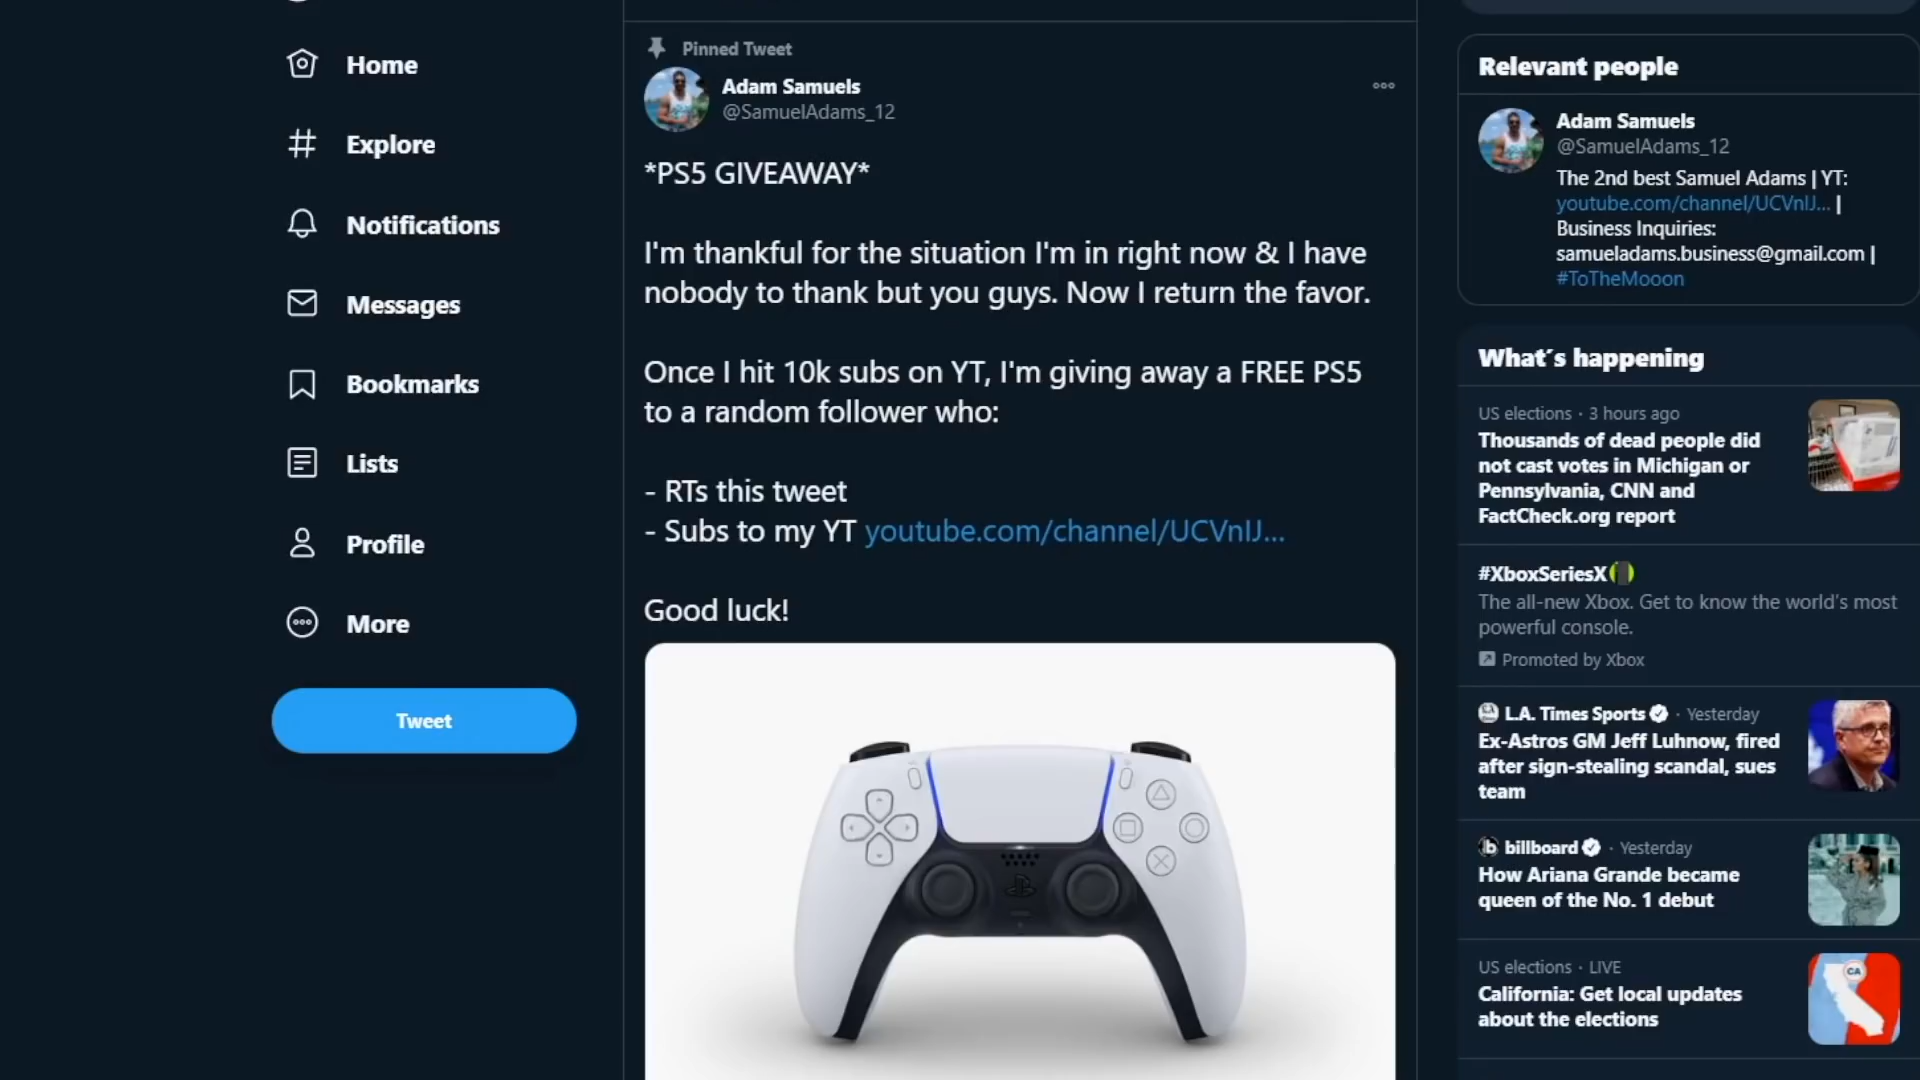 Home
Explore
Notifications
Messages
Bookmarks
Lists
Profile
More
Tweet
Pinned Tweet
Adam Samuels
@SamuelAdams_12
*PS5 GIVEAWAY*
I'm thankful for the situation I'm in right now & I have
nobody to thank but you guys. Now I return the favor.
Once I hit 10k subs on YT, I'm giving away a FREE PS5
to a random follower who:
- RTs this tweet
- Subs to my YT youtube.com/channel/UCVnIJ...
Good luck!
Relevant people
Adam Samuels
@SamuelAdams_12
The 2nd best Samuel Adams | YT:
youtube.com/channel/UCVnIJ... |
Business Inquiries:
samueladams.business@gmail.com |
#ToTheMooon
What's happening
US elections · 3 hours ago
Thousands of dead people did
not cast votes in Michigan or
Pennsylvania, CNN and
FactCheck.org report
#XboxSeriesX
The all-new Xbox. Get to know the world's most
powerful console.
Promoted by Xbox
L.A. Times Sports · Yesterday
Ex-Astros GM Jeff Luhnow, fired
after sign-stealing scandal, sues
team
billboard · Yesterday
How Ariana Grande became
queen of the No. 1 debut
US elections · LIVE
California: Get local updates
about the elections
CA